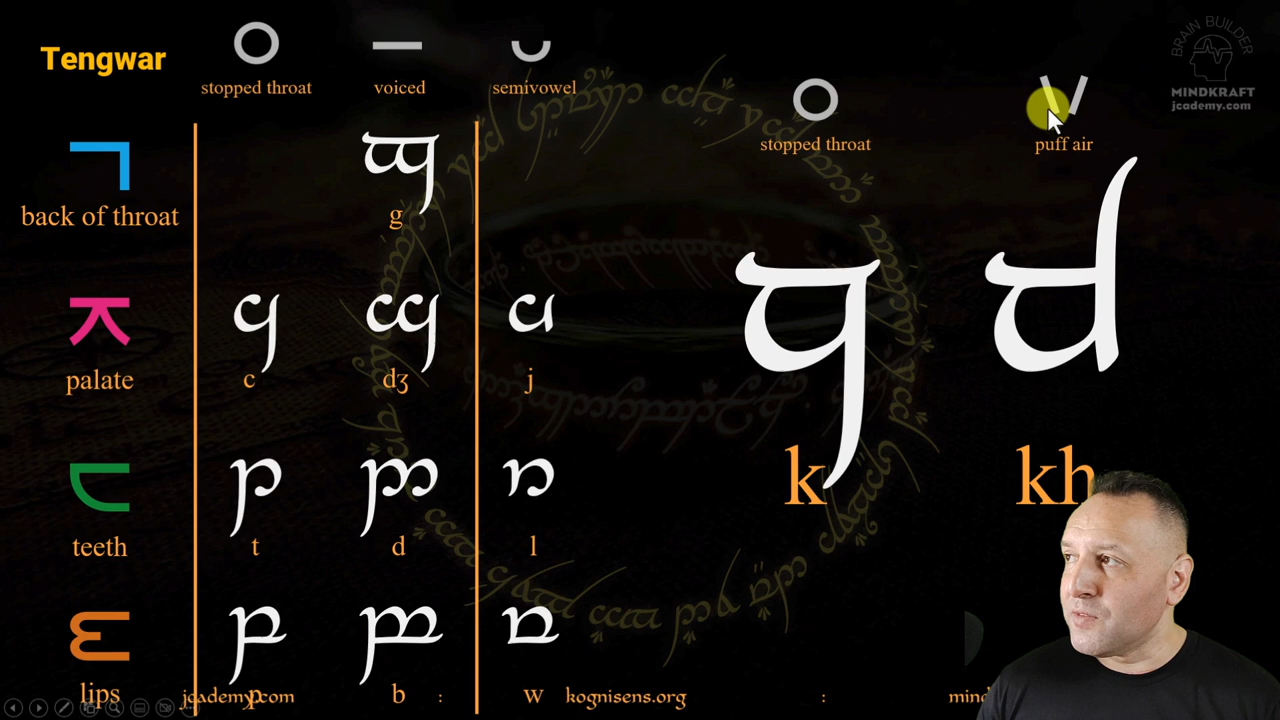 Tengwar
stopped throat voiced semivowel
stopped throat puff air
BRAIN BUILDER
MINDKRAFT
jcademy.com
back of throat
g
palate
c dʒ j
k kh
teeth
t d l
lips
p b w
jcademy.com : kognisens.org : mind